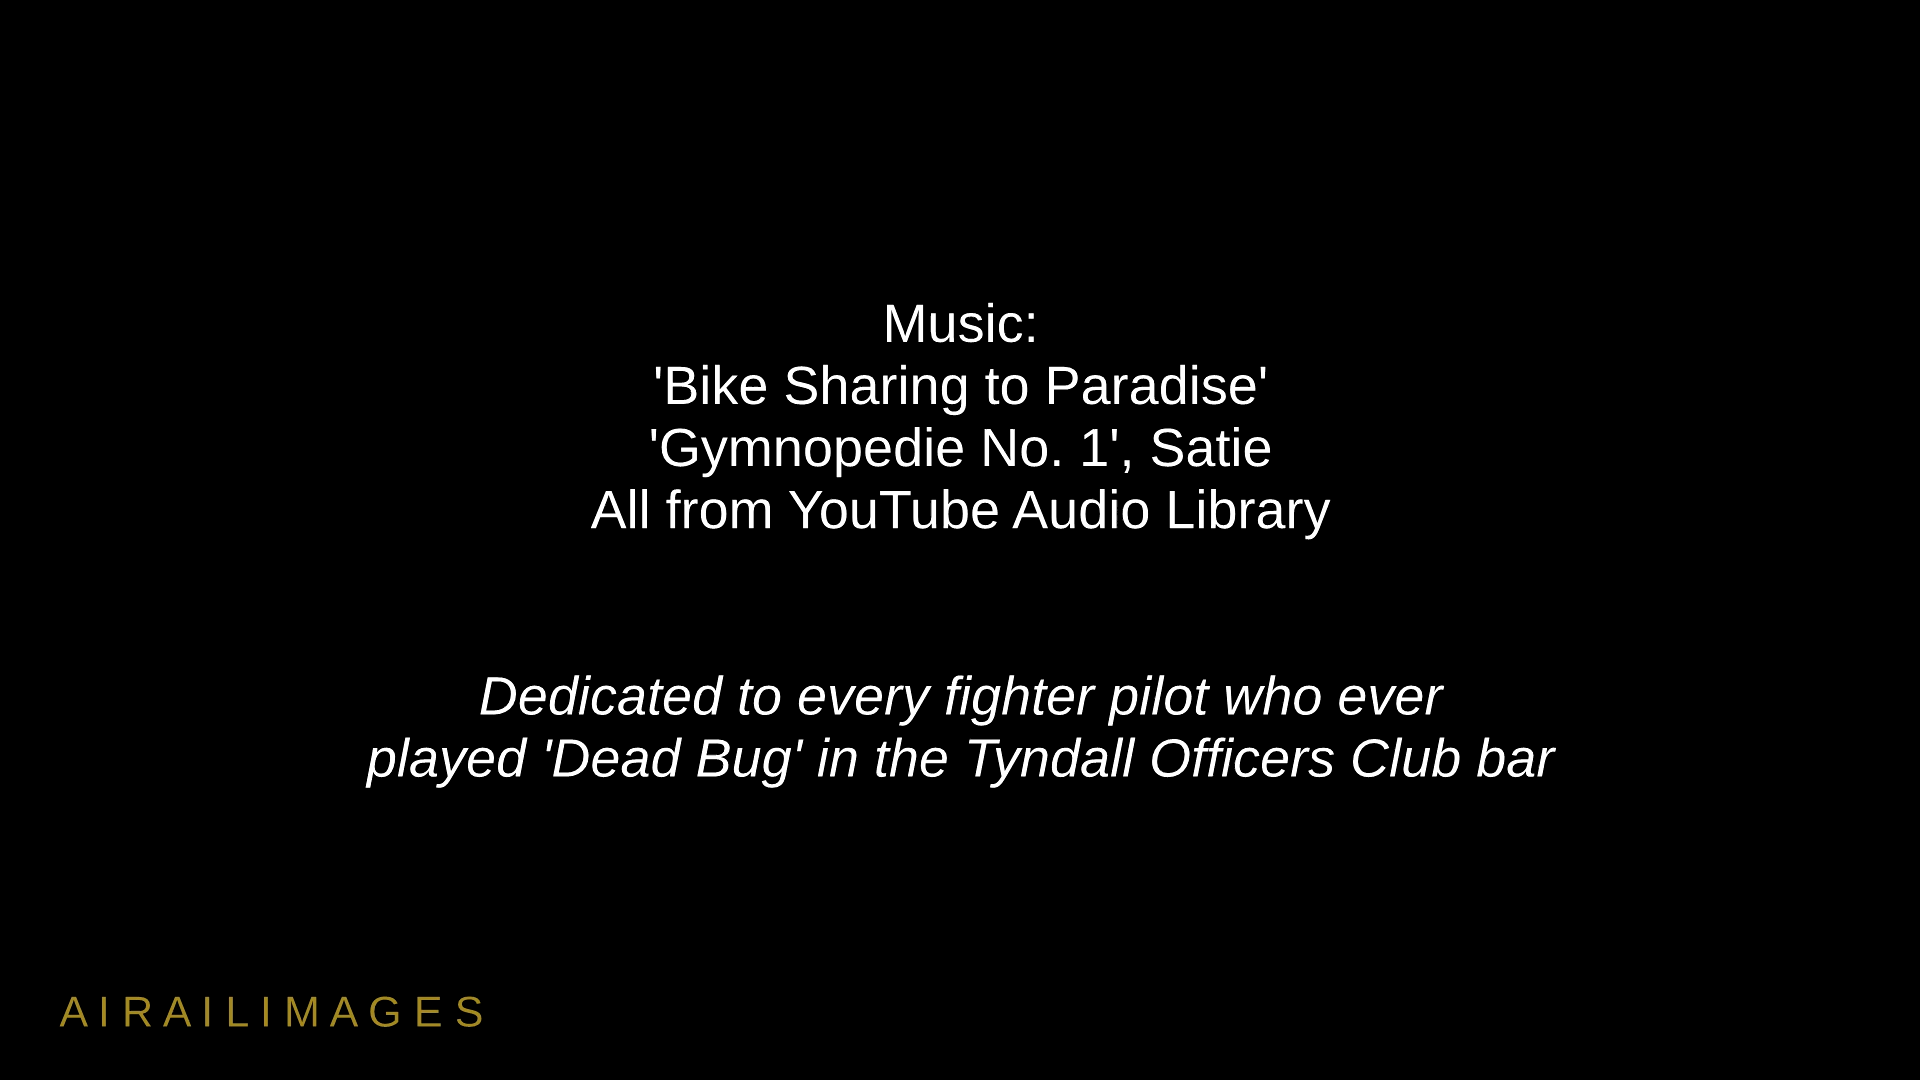 Music:
'Bike Sharing to Paradise'
'Gymnopedie No. 1', Satie
All from YouTube Audio Library
Dedicated to every fighter pilot who ever
played 'Dead Bug' in the Tyndall Officers Club bar
AIRAILIMAGES